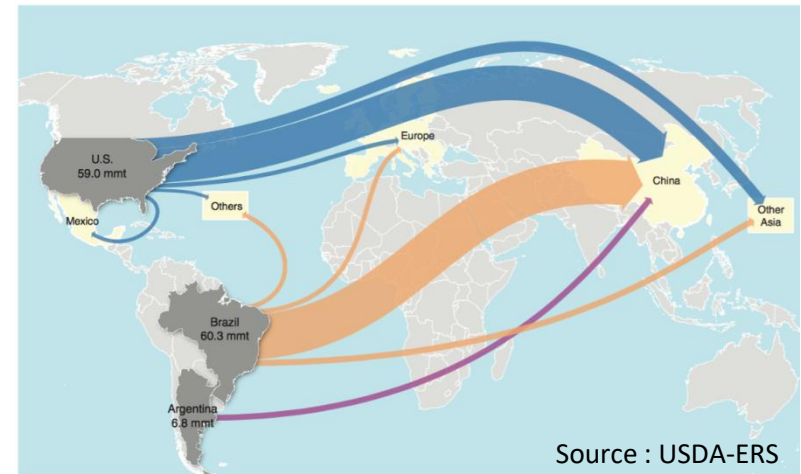 Europe
U.S.
59.0 mmt
China
Mexico
Others
Other
Asia
Brazil
60.3 mmt
Argentina
6.8 mmt
Source : USDA-ERS